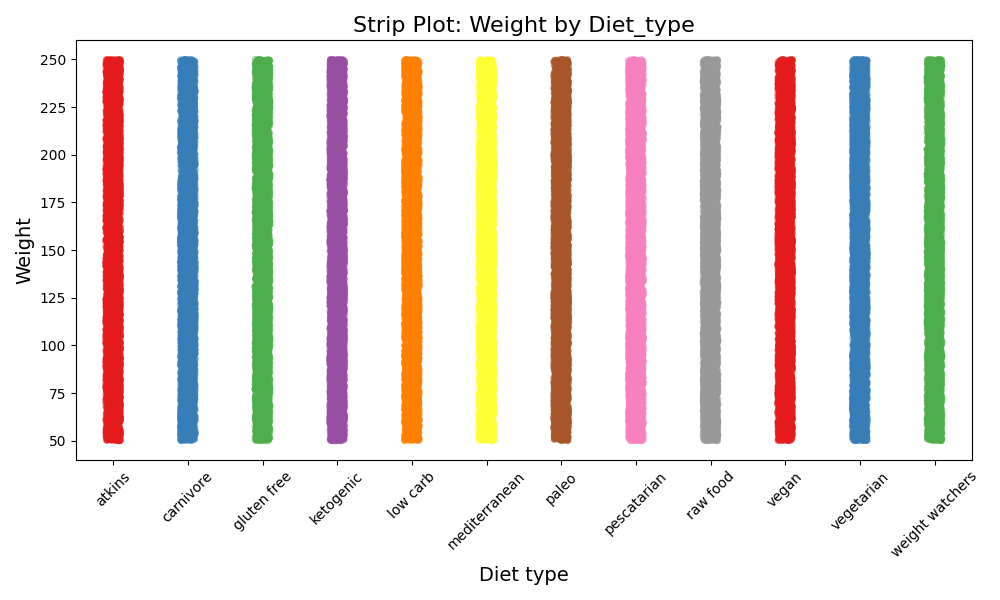 Strip Plot: Weight by Diet_type
Weight
250
225
200
175
150
125
100
75
50
atkins
carnivore
gluten free
ketogenic
low carb
mediterranean
paleo
pescatarian
raw food
vegan
vegetarian
weight watchers
Diet type